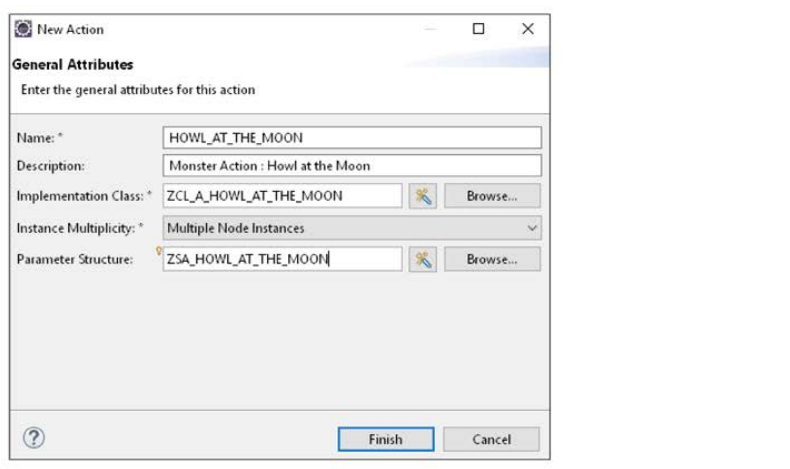 New Action
General Attributes
Enter the general attributes for this action
Name: * HOWL_AT_THE_MOON
Description: Monster Action : Howl at the Moon
Implementation Class: * ZCL_A_HOWL_AT_THE_MOON Browse...
Instance Multiplicity: * Multiple Node Instances
Parameter Structure: ZSA_HOWL_AT_THE_MOON Browse...
? Finish Cancel